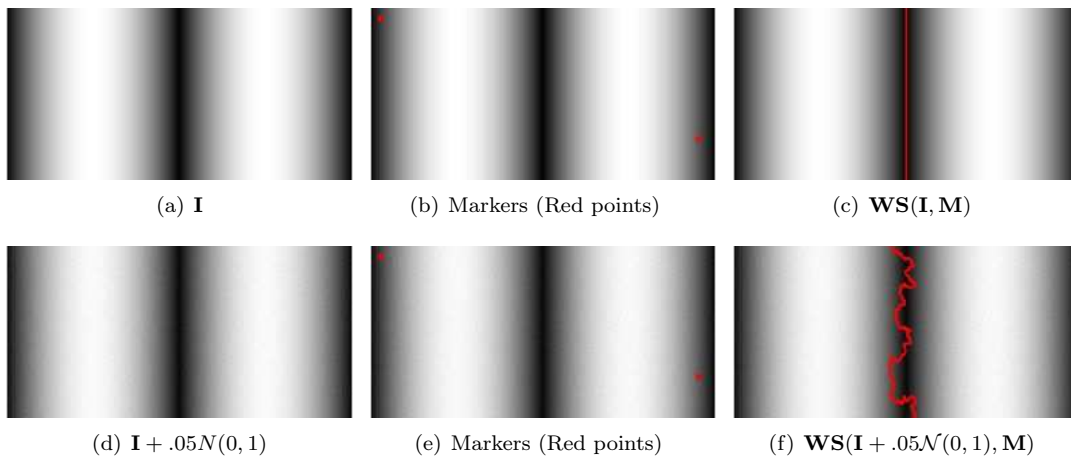 (a) I
(b) Markers (Red points)
(c) WS(I, M)
(d) I + .05N(0, 1)
(e) Markers (Red points)
(f) WS(I + .05𝒩(0, 1), M)